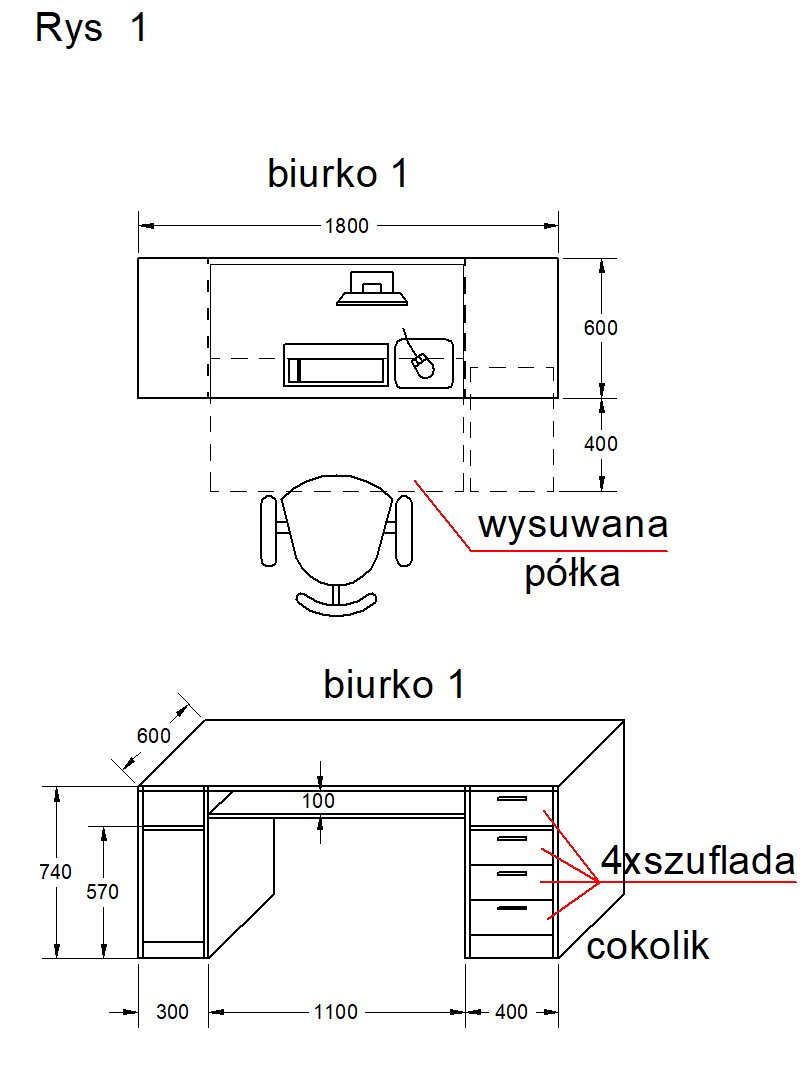 Rys 1
biurko 1
1800
600
400
wysuwana
półka
biurko 1
600
100
740
570
4xszuflada
cokolik
300
1100
400